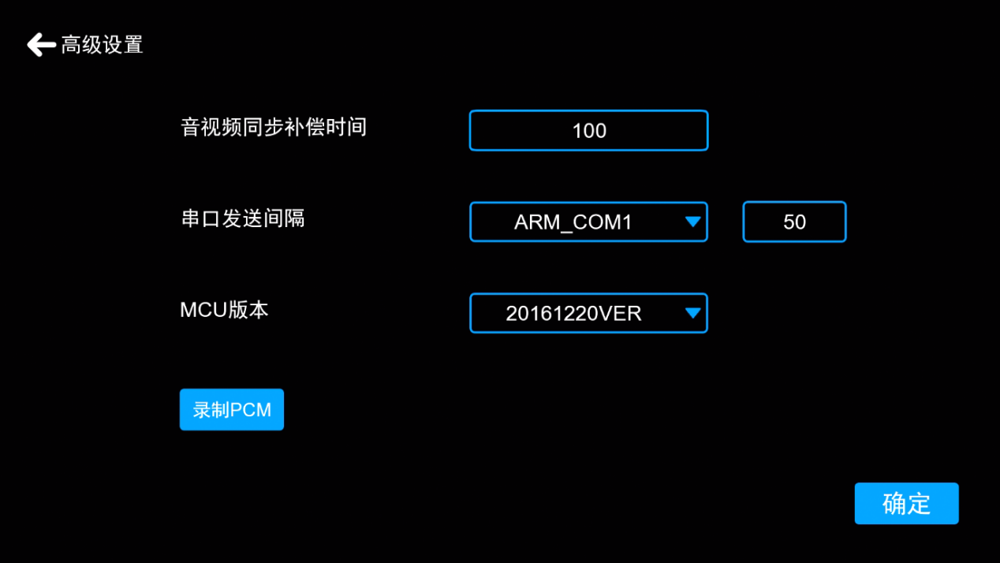 高级设置
音视频同步补偿时间 100
串口发送间隔 ARM_COM1 50
MCU版本 20161220VER
录制PCM
确定